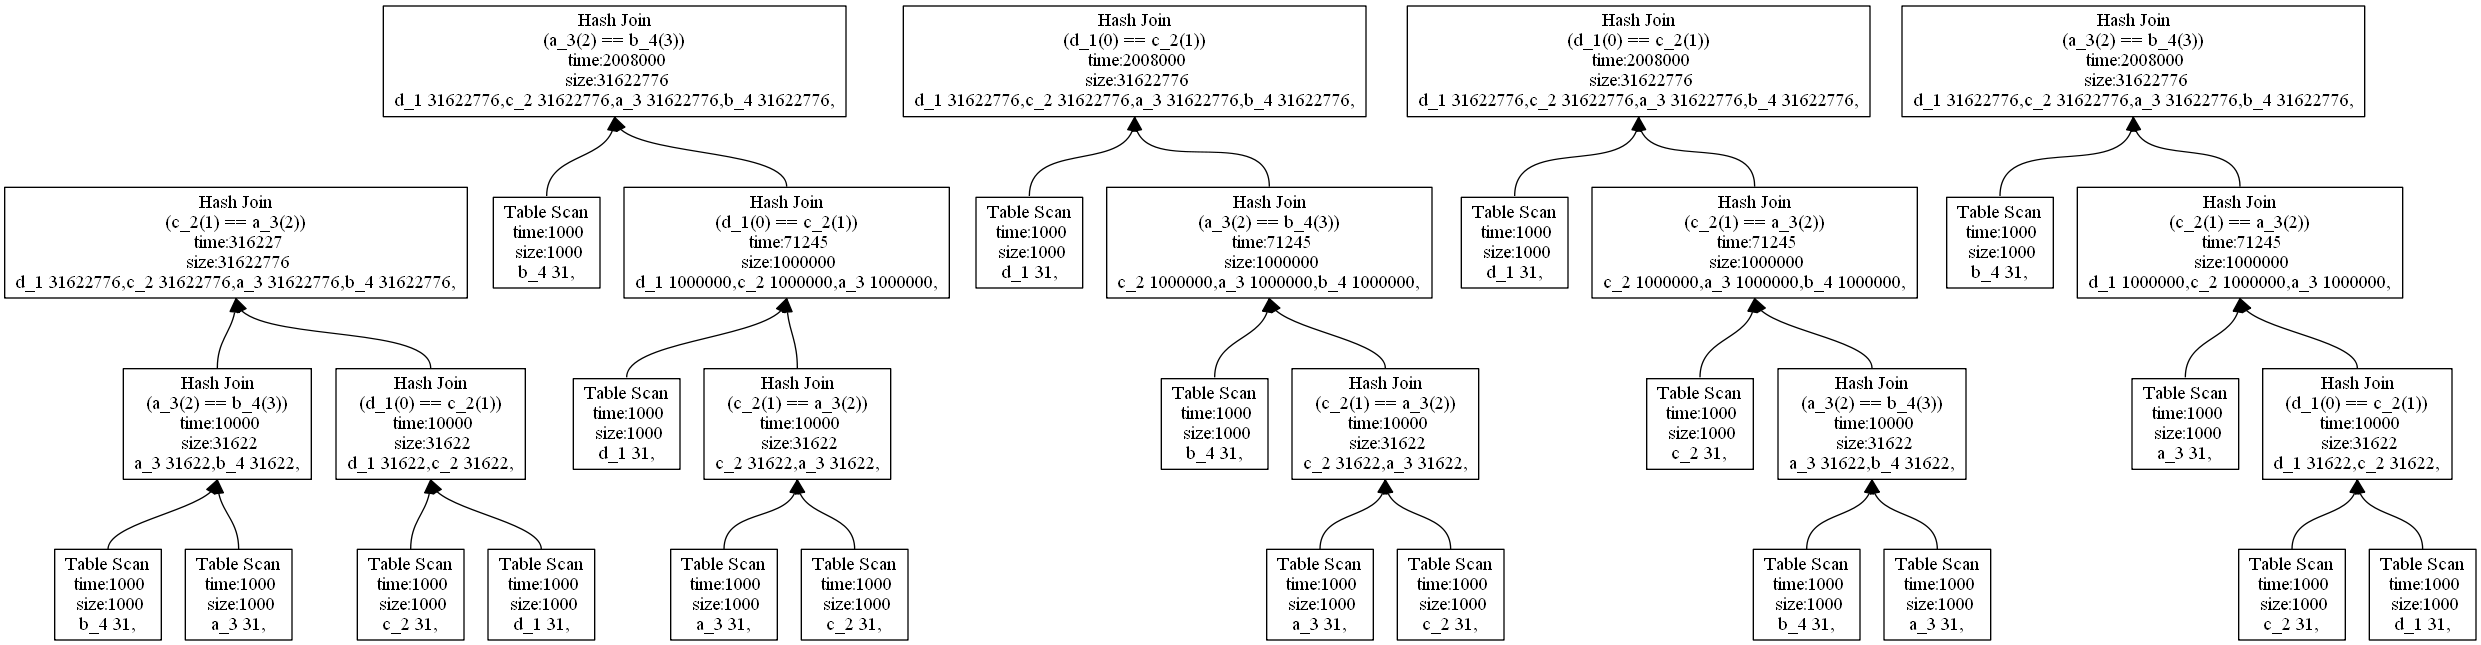 Hash Join
(a_3(2) == b_4(3))
time:2008000
size:31622776
d_1 31622776,c_2 31622776,a_3 31622776,b_4 31622776,
Hash Join
(d_1(0) == c_2(1))
time:2008000
size:31622776
d_1 31622776,c_2 31622776,a_3 31622776,b_4 31622776,
Hash Join
(d_1(0) == c_2(1))
time:2008000
size:31622776
d_1 31622776,c_2 31622776,a_3 31622776,b_4 31622776,
Hash Join
(a_3(2) == b_4(3))
time:2008000
size:31622776
d_1 31622776,c_2 31622776,a_3 31622776,b_4 31622776,
Hash Join
(c_2(1) == a_3(2))
time:316227
size:31622776
d_1 31622776,c_2 31622776,a_3 31622776,b_4 31622776,
Table Scan
time:1000
size:1000
b_4 31,
Hash Join
(d_1(0) == c_2(1))
time:71245
size:1000000
d_1 1000000,c_2 1000000,a_3 1000000,
Table Scan
time:1000
size:1000
d_1 31,
Hash Join
(a_3(2) == b_4(3))
time:71245
size:1000000
c_2 1000000,a_3 1000000,b_4 1000000,
Table Scan
time:1000
size:1000
d_1 31,
Hash Join
(c_2(1) == a_3(2))
time:71245
size:1000000
c_2 1000000,a_3 1000000,b_4 1000000,
Table Scan
time:1000
size:1000
b_4 31,
Hash Join
(c_2(1) == a_3(2))
time:71245
size:1000000
d_1 1000000,c_2 1000000,a_3 1000000,
Hash Join
(a_3(2) == b_4(3))
time:10000
size:31622
a_3 31622,b_4 31622,
Hash Join
(d_1(0) == c_2(1))
time:10000
size:31622
d_1 31622,c_2 31622,
Table Scan
time:1000
size:1000
d_1 31,
Hash Join
(c_2(1) == a_3(2))
time:10000
size:31622
c_2 31622,a_3 31622,
Table Scan
time:1000
size:1000
b_4 31,
Hash Join
(c_2(1) == a_3(2))
time:10000
size:31622
c_2 31622,a_3 31622,
Table Scan
time:1000
size:1000
c_2 31,
Hash Join
(a_3(2) == b_4(3))
time:10000
size:31622
a_3 31622,b_4 31622,
Table Scan
time:1000
size:1000
a_3 31,
Hash Join
(d_1(0) == c_2(1))
time:10000
size:31622
d_1 31622,c_2 31622,
Table Scan
time:1000
size:1000
b_4 31,
Table Scan
time:1000
size:1000
a_3 31,
Table Scan
time:1000
size:1000
c_2 31,
Table Scan
time:1000
size:1000
d_1 31,
Table Scan
time:1000
size:1000
a_3 31,
Table Scan
time:1000
size:1000
c_2 31,
Table Scan
time:1000
size:1000
a_3 31,
Table Scan
time:1000
size:1000
c_2 31,
Table Scan
time:1000
size:1000
b_4 31,
Table Scan
time:1000
size:1000
a_3 31,
Table Scan
time:1000
size:1000
c_2 31,
Table Scan
time:1000
size:1000
d_1 31,